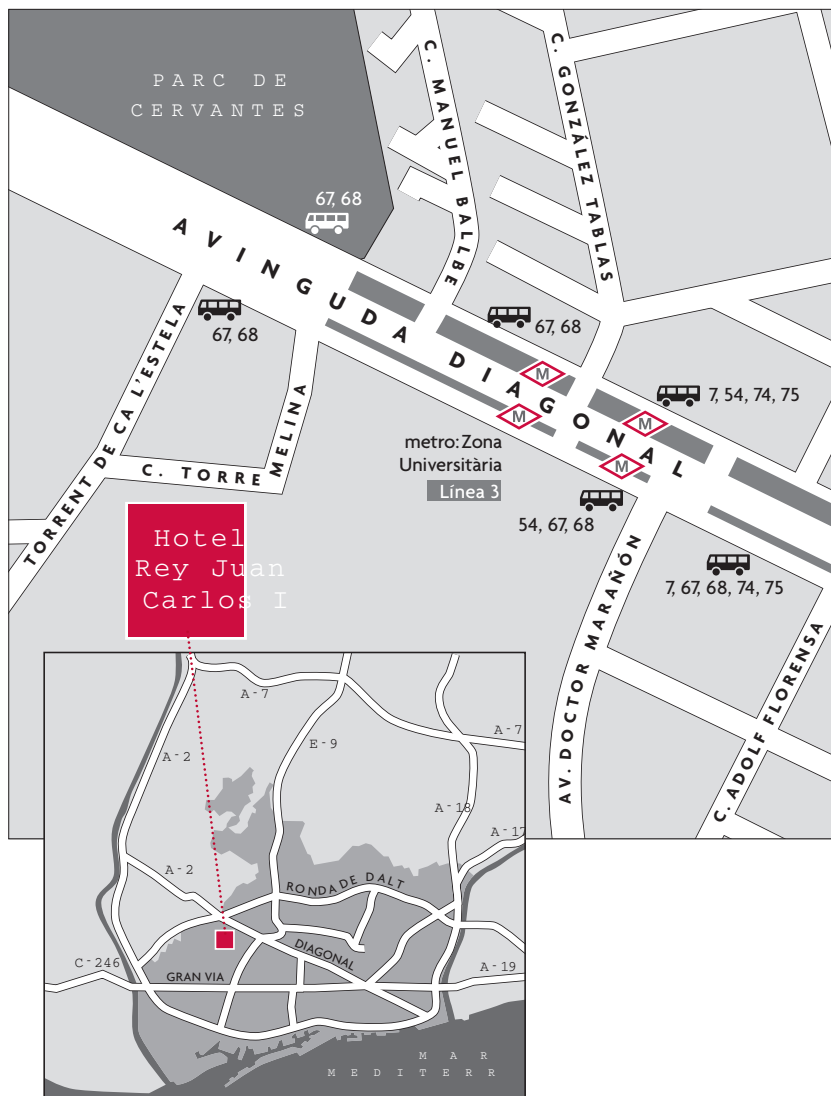 PARC DE
CERVANTES
C. MANUEL BALLBE
C. GONZÁLEZ TABLAS
67, 68
AVINGUDA DIAGONAL
67, 68
67, 68
7, 54, 74, 75
TORRENT DE CA L'ESTELA
C. TORRE MELINA
M
M
M
M
metro: Zona
Universitària
Línea 3
54, 67, 68
7, 67, 68, 74, 75
Hotel
Rey Juan
Carlos I
AV. DOCTOR MARAÑÓN
C. ADOLF FLORENSA
A-7
A-7
E-9
A-2
A-18
A-17
A-2
RONDA DE DALT
DIAGONAL
C-246
GRAN VIA
A-19
MAR
MEDITERR